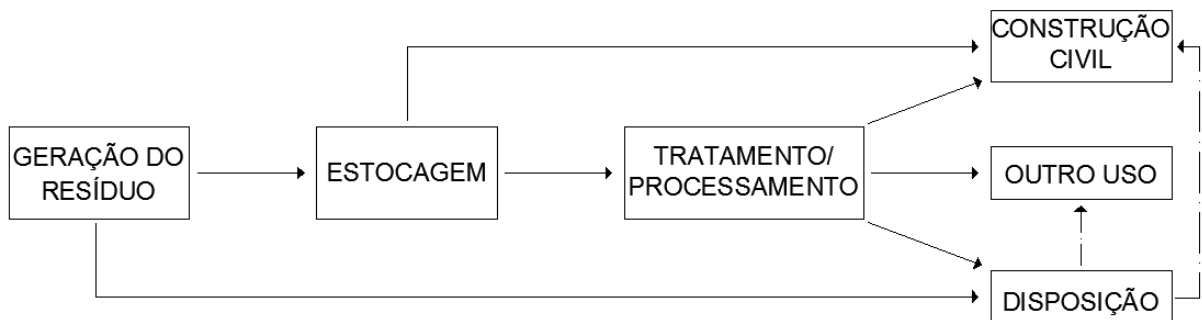 CONSTRUÇÃO
CIVIL
GERAÇÃO DO
RESÍDUO
ESTOCAGEM
TRATAMENTO/
PROCESSAMENTO
OUTRO USO
DISPOSIÇÃO